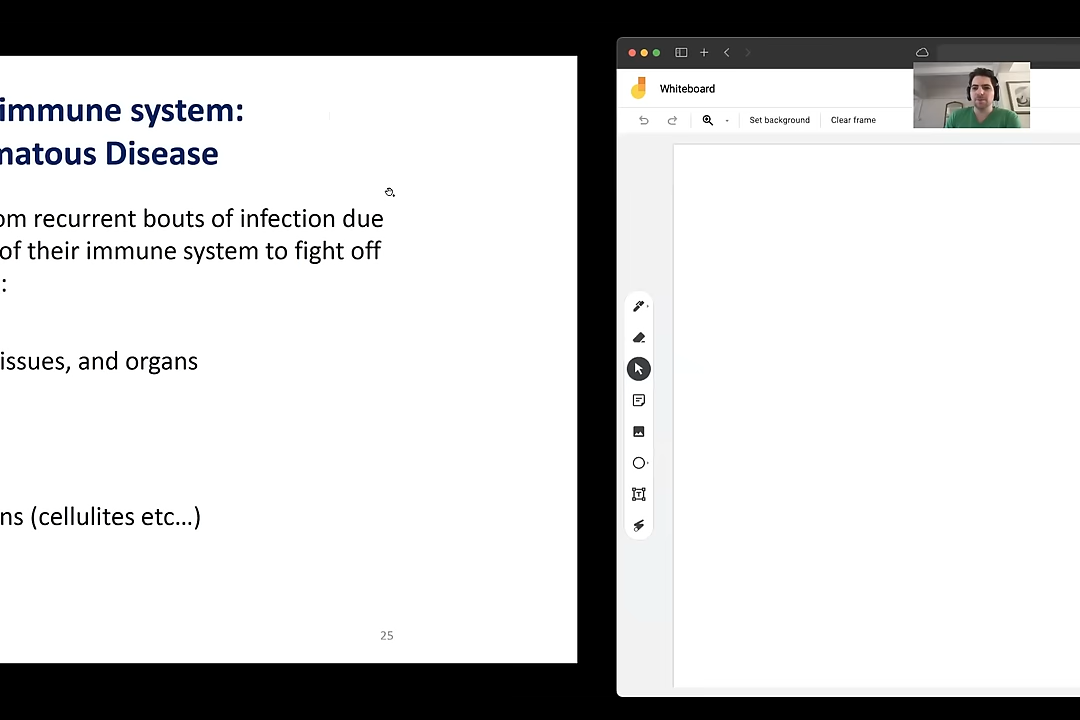 immune system:
matous Disease
om recurrent bouts of infection due
of their immune system to fight off
:
issues, and organs
ns (cellulites etc...)
25
Whiteboard
Set background
Clear frame